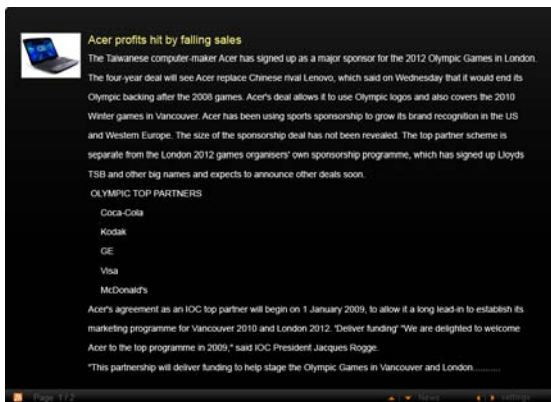 Acer profits hit by falling sales
The Taiwanese computer-maker Acer has signed up as a major sponsor for the 2012 Olympic Games in London.
The four-year deal will see Acer replace Chinese rival Lenovo, which said on Wednesday that it would end its
Olympic backing after the 2008 games. Acer's deal allows it to use Olympic logos and also covers the 2010
Winter games in Vancouver. Acer has been using sports sponsorship to grow its brand recognition in the US
and Western Europe. The size of the sponsorship deal has not been revealed. The top partner scheme is
separate from the London 2012 games organisers' own sponsorship programme, which has signed up Lloyds
TSB and other big names and expects to announce other deals soon.
OLYMPIC TOP PARTNERS
Coca-Cola
Kodak
GE
Visa
McDonald's
Acer's agreement as an IOC top partner will begin on 1 January 2009, to allow it a long lead-in to establish its
marketing programme for Vancouver 2010 and London 2012. 'Deliver funding' "We are delighted to welcome
Acer to the top programme in 2009," said IOC President Jacques Rogge.
"This partnership will deliver funding to help stage the Olympic Games in Vancouver and London...........
Page 1 / 2 News settings